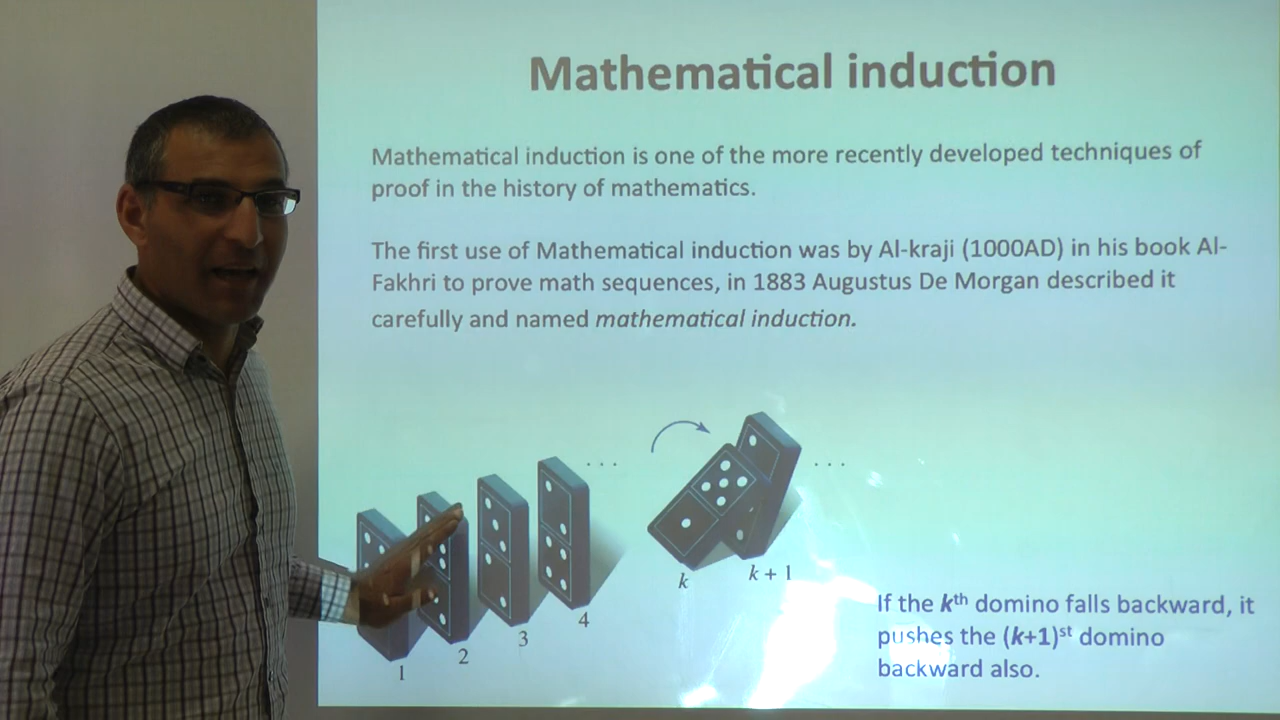 Mathematical induction
Mathematical induction is one of the more recently developed techniques of
proof in the history of mathematics.
The first use of Mathematical induction was by Al-kraji (1000AD) in his book Al-
Fakhri to prove math sequences, in 1883 Augustus De Morgan described it
carefully and named mathematical induction.
. . .
. . .
1
2
3
4
k
k + 1
If the kth domino falls backward, it
pushes the (k+1)st domino
backward also.